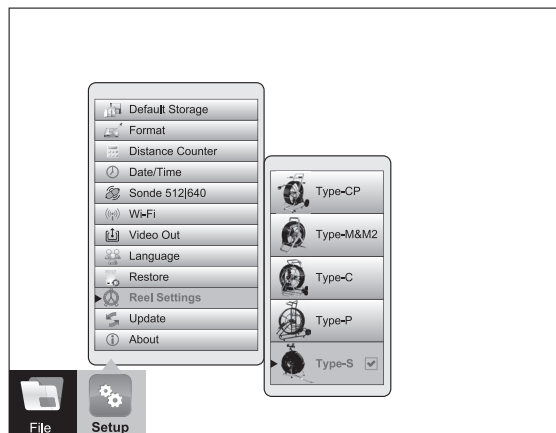 Default Storage
Format
Distance Counter
Date/Time
Sonde 512|640
Wi-Fi
Video Out
Language
Restore
Reel Settings
Update
About
Type-CP
Type-M&M2
Type-C
Type-P
Type-S
File
Setup